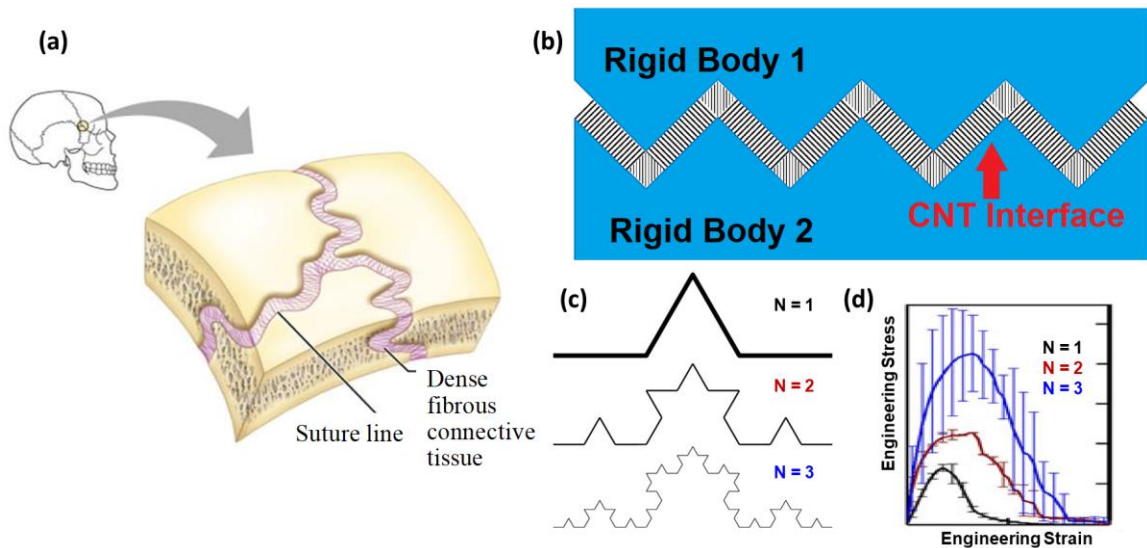 (a)
Suture line
Dense
fibrous
connective
tissue
(b)
Rigid Body 1
Rigid Body 2
CNT Interface
(c)
N = 1
N = 2
N = 3
(d)
N = 1
N = 2
N = 3
Engineering Stress
Engineering Strain